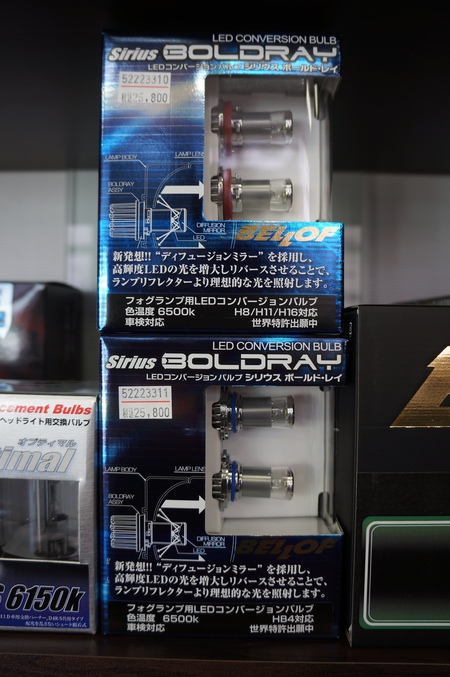 LED CONVERSION BULB
Sirius BOLDRAY
LEDコンバージョンバルブ シリウス ボールド・レイ
52223310
税込25,800
LAMP BODY
LAMP LENS
BOLDRAY ASSY
DIFFUSION MIRROR
LED
BELLOF
新発想!! “ディフュージョンミラー” を採用し、
高輝度LEDの光を増大しリバースさせることで、
ランプリフレクターより理想的な光を照射します。
フォグランプ用LEDコンバージョンバルブ
色温度 6500k H8/H11/H16対応
車検対応 世界特許出願中
LED CONVERSION BULB
Sirius BOLDRAY
LEDコンバージョン バルブ シリウス ボールド・レイ
52223311
税込25,800
LAMP BODY
LAMP LENS
BOLDRAY ASSY
DIFFUSION MIRROR
LED
BELLOF
新発想!! “ディフュージョンミラー” を採用し、
高輝度LEDの光を増大しリバースさせることで、
ランプリフレクターより理想的な光を照射します。
フォグランプ用LEDコンバージョンバルブ
色温度 6500k HB4対応
車検対応 世界特許出願中
cement Bulbs
ヘッドライト用交換バルブ
オプティマル
imal
6150k